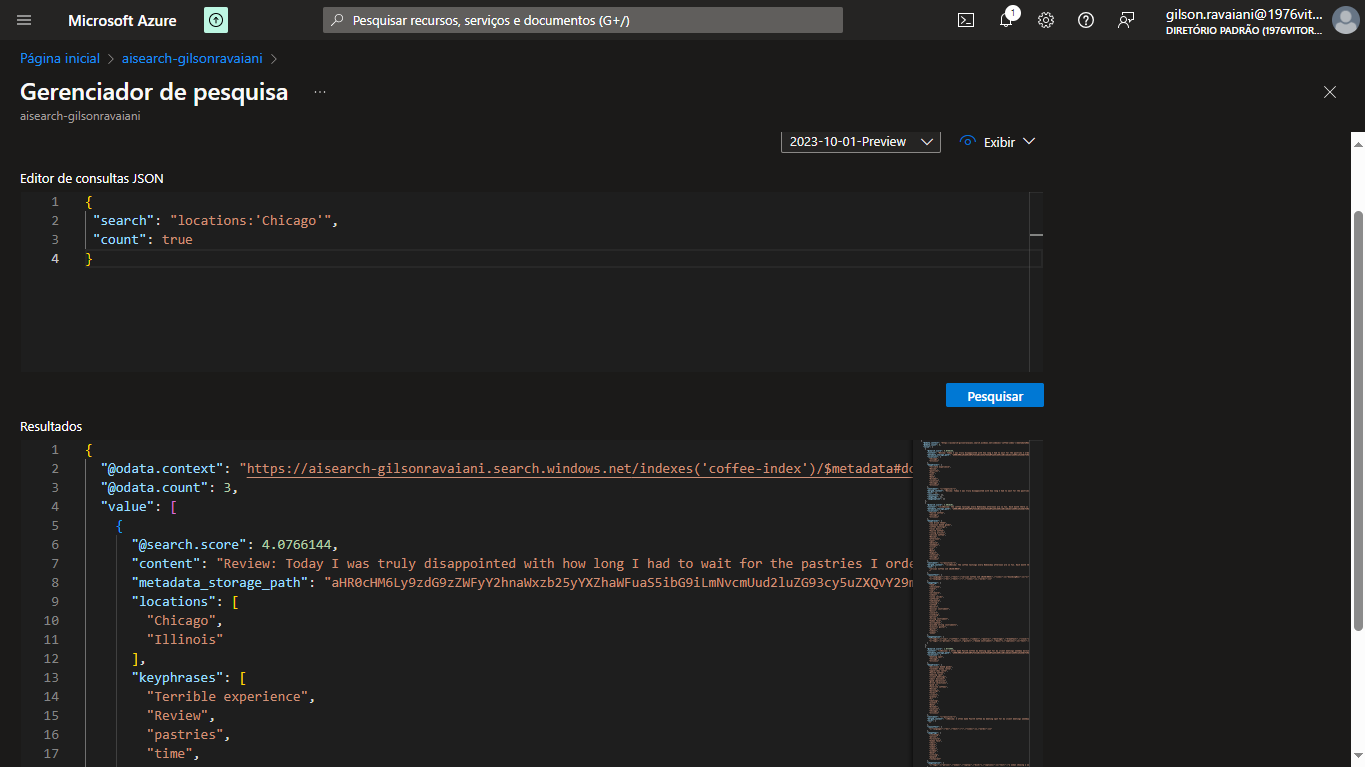 Microsoft Azure
Pesquisar recursos, serviços e documentos (G+/)
1
gilson.ravaiani@1976vit...
DIRETÓRIO PADRÃO (1976VITOR...
Página inicial > aisearch-gilsonravaiani >
Gerenciador de pesquisa ...
aisearch-gilsonravaiani
2023-10-01-Preview
Exibir
Editor de consultas JSON
1 {
2 "search": "locations:'Chicago'",
3 "count": true
4 }
Pesquisar
Resultados
1 {
2 "@odata.context": "https://aisearch-gilsonravaiani.search.windows.net/indexes('coffee-index')/$metadata#do
3 "@odata.count": 3,
4 "value": [
5 {
6 "@search.score": 4.0766144,
7 "content": "Review: Today I was truly disappointed with how long I had to wait for the pastries I orde
8 "metadata_storage_path": "aHR0cHM6Ly9zdG9zZWFyY2hnaWxzb25yYXZhaWFuaS5ibG9iLmNvcmUud2luZG93cy5uZXQvY29m
9 "locations": [
10 "Chicago",
11 "Illinois"
12 ],
13 "keyphrases": [
14 "Terrible experience",
15 "Review",
16 "pastries",
17 "time",